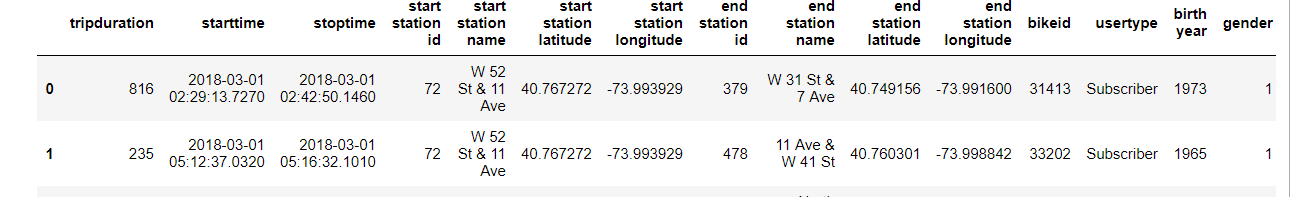 tripduration starttime stoptime start station id start station name start station latitude start station longitude end station id end station name end station latitude end station longitude bikeid usertype birth year gender
0 816 2018-03-01 02:29:13.7270 2018-03-01 02:42:50.1460 72 W 52 St & 11 Ave 40.767272 -73.993929 379 W 31 St & 7 Ave 40.749156 -73.991600 31413 Subscriber 1973 1
1 235 2018-03-01 05:12:37.0320 2018-03-01 05:16:32.1010 72 W 52 St & 11 Ave 40.767272 -73.993929 478 11 Ave & W 41 St 40.760301 -73.998842 33202 Subscriber 1965 1